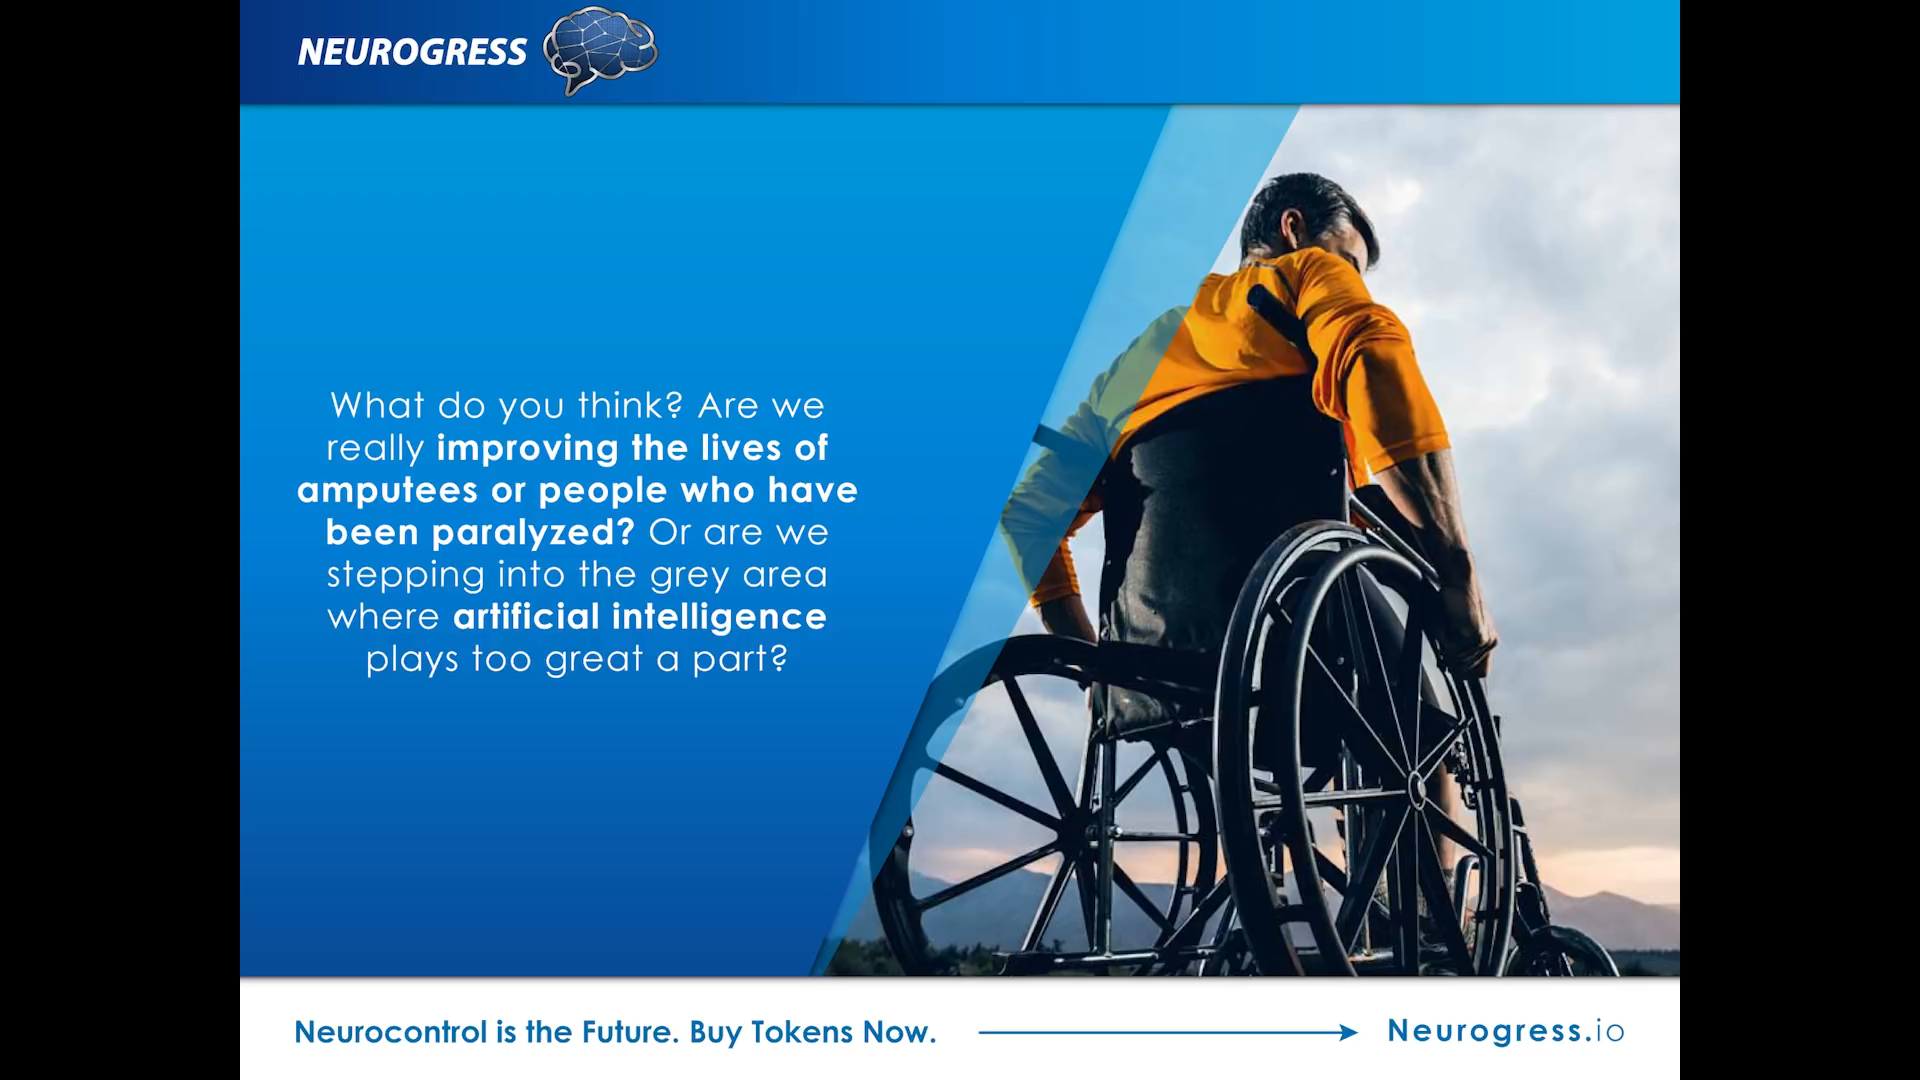 NEUROGRESS
What do you think? Are we
really improving the lives of
amputees or people who have
been paralyzed? Or are we
stepping into the grey area
where artificial intelligence
plays too great a part?
Neurocontrol is the Future. Buy Tokens Now.
Neurogress.io